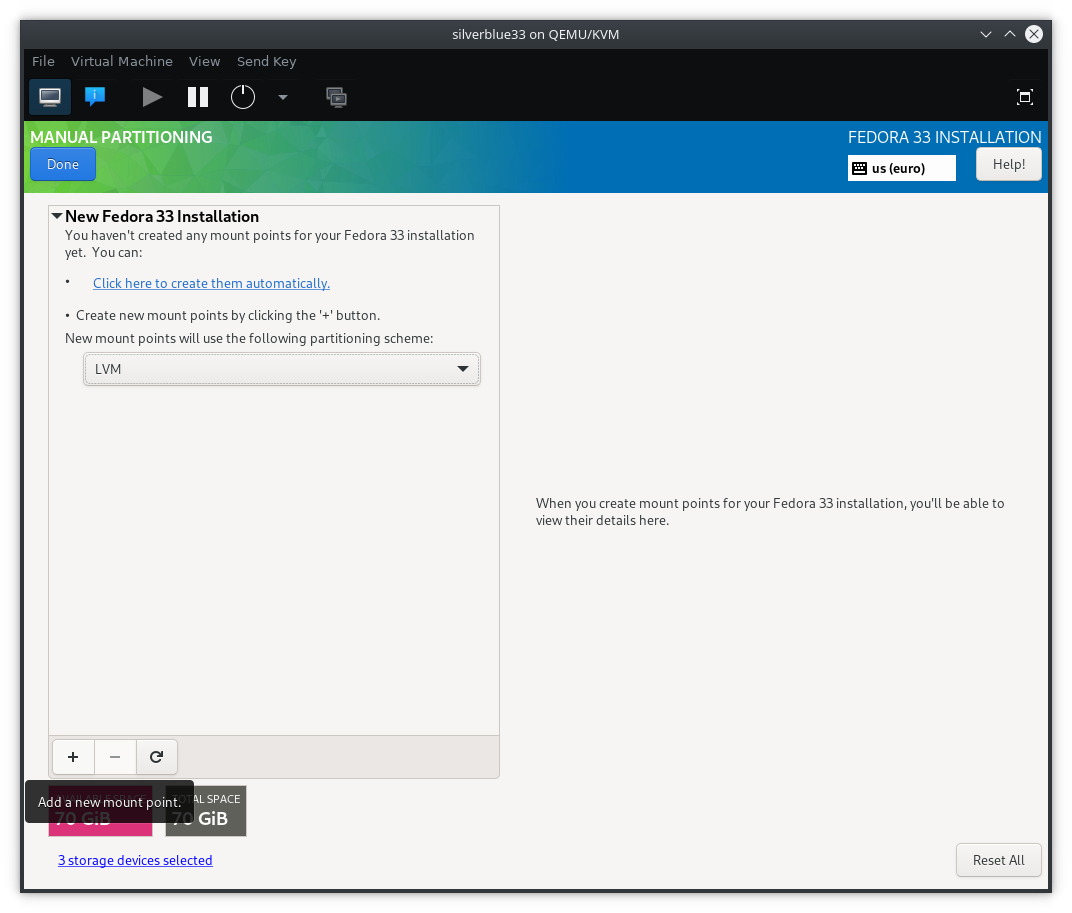 silverblue33 on QEMU/KVM
File Virtual Machine View Send Key
MANUAL PARTITIONING
FEDORA 33 INSTALLATION
Done
us (euro)
Help!
New Fedora 33 Installation
You haven't created any mount points for your Fedora 33 installation
yet. You can:
• Click here to create them automatically.
• Create new mount points by clicking the '+' button.
New mount points will use the following partitioning scheme:
LVM
When you create mount points for your Fedora 33 installation, you'll be able to
view their details here.
Add a new mount point.
AVAILABLE SPACE
70 GiB
TOTAL SPACE
70 GiB
3 storage devices selected
Reset All